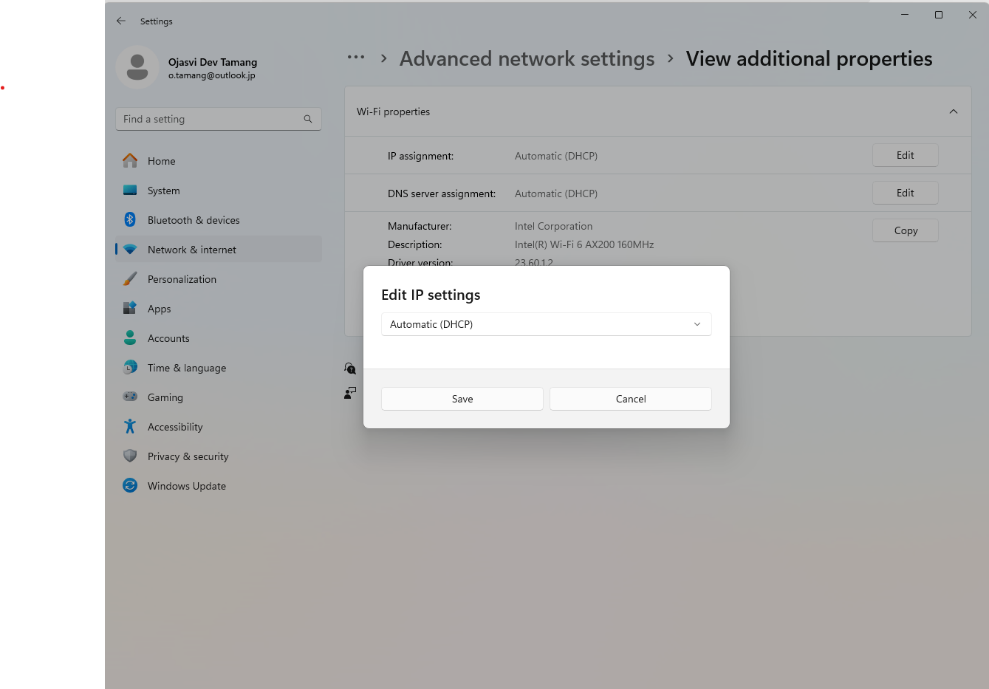 Settings
Ojasvi Dev Tamang
o.tamang@outlook.jp
Find a setting
Home
System
Bluetooth & devices
Network & internet
Personalization
Apps
Accounts
Time & language
Gaming
Accessibility
Privacy & security
Windows Update
... > Advanced network settings > View additional properties
Wi-Fi properties
IP assignment: Automatic (DHCP) Edit
DNS server assignment: Automatic (DHCP) Edit
Manufacturer: Intel Corporation Copy
Description: Intel(R) Wi-Fi 6 AX200 160MHz
Driver version: 23.60.1.2
Edit IP settings
Automatic (DHCP)
Save Cancel